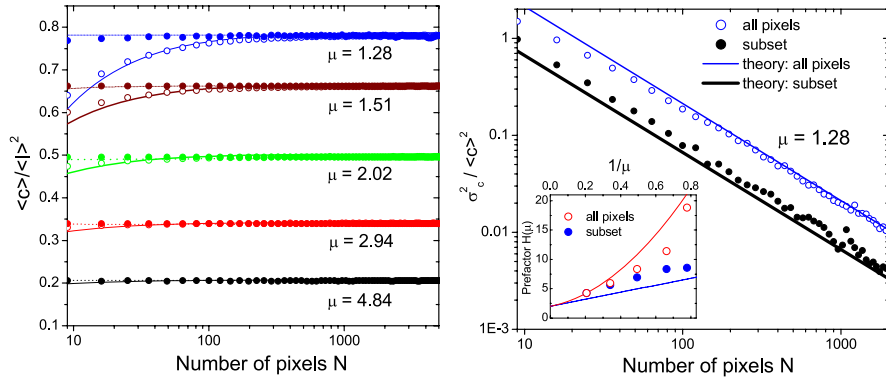 <c>/<I>²
0.8
0.7
0.6
0.5
0.4
0.3
0.2
0.1
μ = 1.28
μ = 1.51
μ = 2.02
μ = 2.94
μ = 4.84
10
100
1000
Number of pixels N
σ²c / <c>²
1
0.1
0.01
1E-3
all pixels
subset
theory: all pixels
theory: subset
μ = 1.28
1/μ
0.0 0.2 0.4 0.6 0.8
Prefactor H(μ)
20
15
10
5
0
all pixels
subset
10
100
1000
Number of pixels N